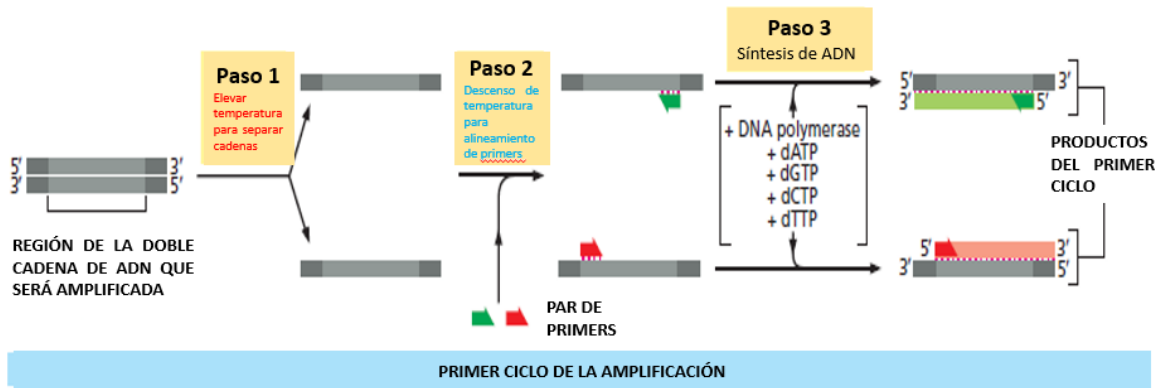 Paso 1
Elevar
temperatura
para separar
cadenas
Paso 2
Descenso de
temperatura
para
alineamiento
de primers
Paso 3
Síntesis de ADN
5′ 3′
3′ 5′
REGIÓN DE LA DOBLE
CADENA DE ADN QUE
SERÁ AMPLIFICADA
PAR DE
PRIMERS
+ DNA polymerase
+ dATP
+ dGTP
+ dCTP
+ dTTP
5′ 3′
3′ 5′
5′ 3′
3′ 5′
PRODUCTOS
DEL PRIMER
CICLO
PRIMER CICLO DE LA AMPLIFICACIÓN